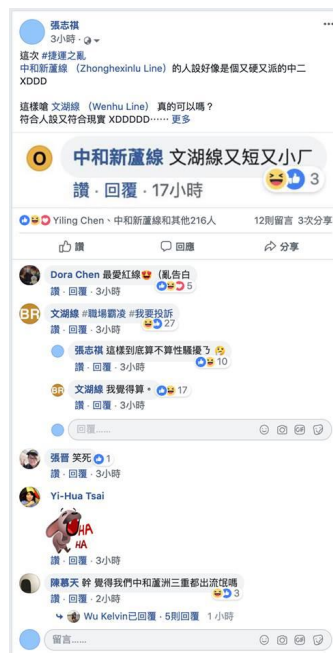 張志祺
3小時 ·
這次 #捷運之亂
中和新蘆線 （Zhonghexinlu Line）的人設好像是個又硬又派的中二
XDDD
這樣嗆 文湖線 （Wenhu Line） 真的可以嗎？
符合人設又符合現實 XDDDDD⋯⋯ 更多
O 中和新蘆線 文湖線又短又小ㄏ
讚 · 回覆 · 17小時 3
Yiling Chen、中和新蘆線和其他216人 12則留言 3次分享
讚 回應 分享
Dora Chen 最愛紅線😍（亂告白
讚 · 回覆 · 3小時 5
BR 文湖線 #職場霸凌 #我要投訴
讚 · 回覆 · 3小時 27
張志祺 這樣到底算不算性騷擾ㄋ 🤔
讚 · 回覆 · 3小時 10
BR 文湖線 我覺得算。 17
讚 · 回覆 · 3小時
回覆......
張晉 笑死 1
讚 · 回覆 · 3小時
Yi-Hua Tsai
HA
HA
讚 · 回覆 · 3小時
陳慕天 幹 覺得我們中和蘆洲三重都出流氓嗎
讚 · 回覆 · 2小時 3
Wu Kelvin已回覆 · 5則回覆 1 小時
留言......